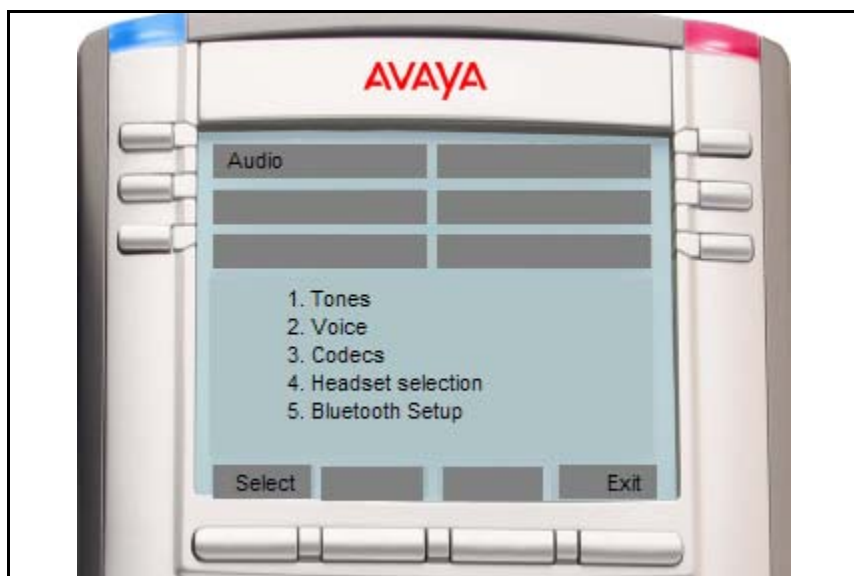 AVAYA
Audio
1. Tones
2. Voice
3. Codecs
4. Headset selection
5. Bluetooth Setup
Select Exit